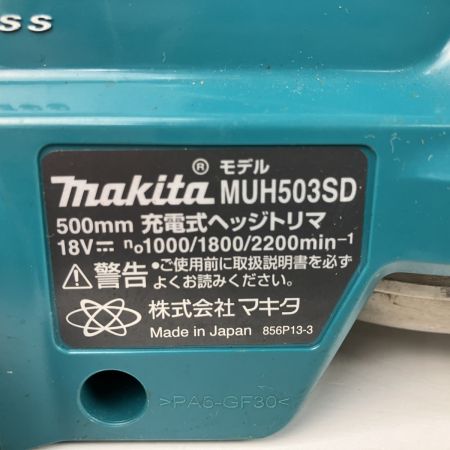 SS
® モデル
makita MUH503SD
500mm 充電式ヘッジトリマ
18V⎓ n₀1000/1800/2200min⁻¹
⚠警告 •ご使用前に取扱説明書を必ず
よくお読みください。
株式会社マキタ
Made in Japan 856P13-3
>PA6-GF30<